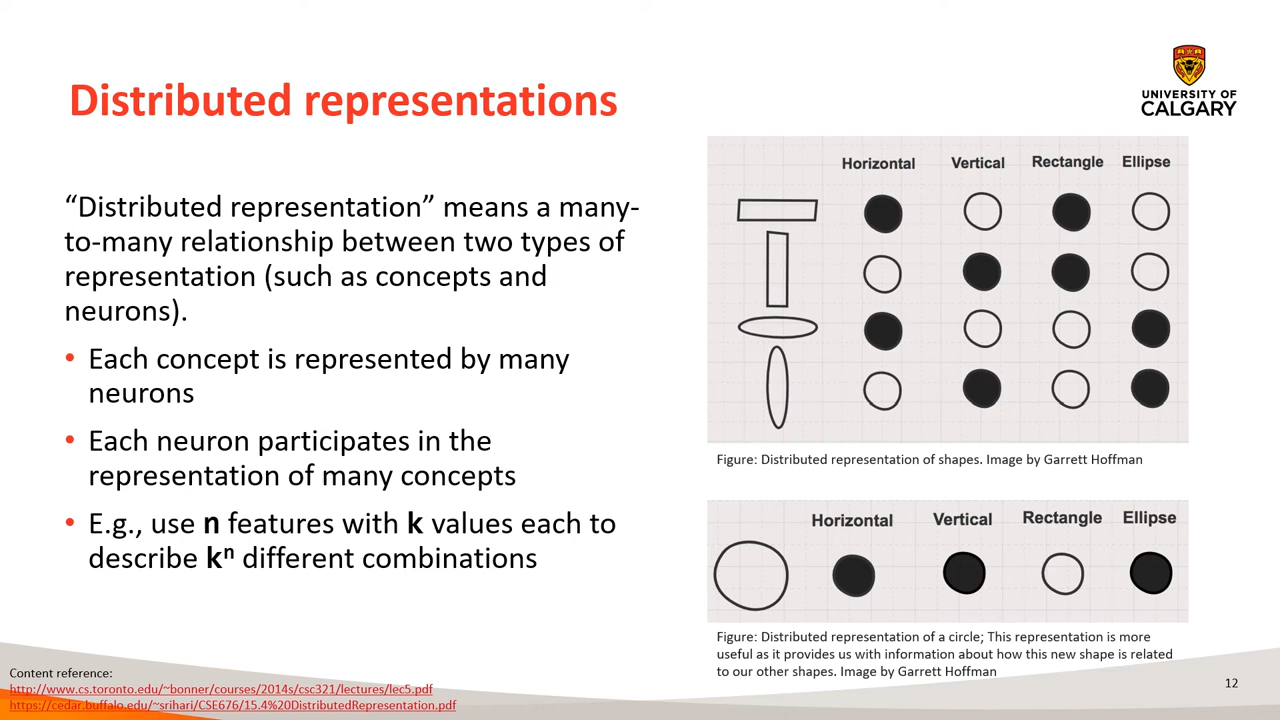 Distributed representations
UNIVERSITY OF
CALGARY
“Distributed representation” means a many-
to-many relationship between two types of
representation (such as concepts and
neurons).
• Each concept is represented by many
neurons
• Each neuron participates in the
representation of many concepts
• E.g., use n features with k values each to
describe kⁿ different combinations
Horizontal Vertical Rectangle Ellipse
Figure: Distributed representation of shapes. Image by Garrett Hoffman
Horizontal Vertical Rectangle Ellipse
Figure: Distributed representation of a circle; This representation is more
useful as it provides us with information about how this new shape is related
to our other shapes. Image by Garrett Hoffman
Content reference:
http://www.cs.toronto.edu/~bonner/courses/2014s/csc321/lectures/lec5.pdf
https://cedar.buffalo.edu/~srihari/CSE676/15.4%20DistributedRepresentation.pdf
12